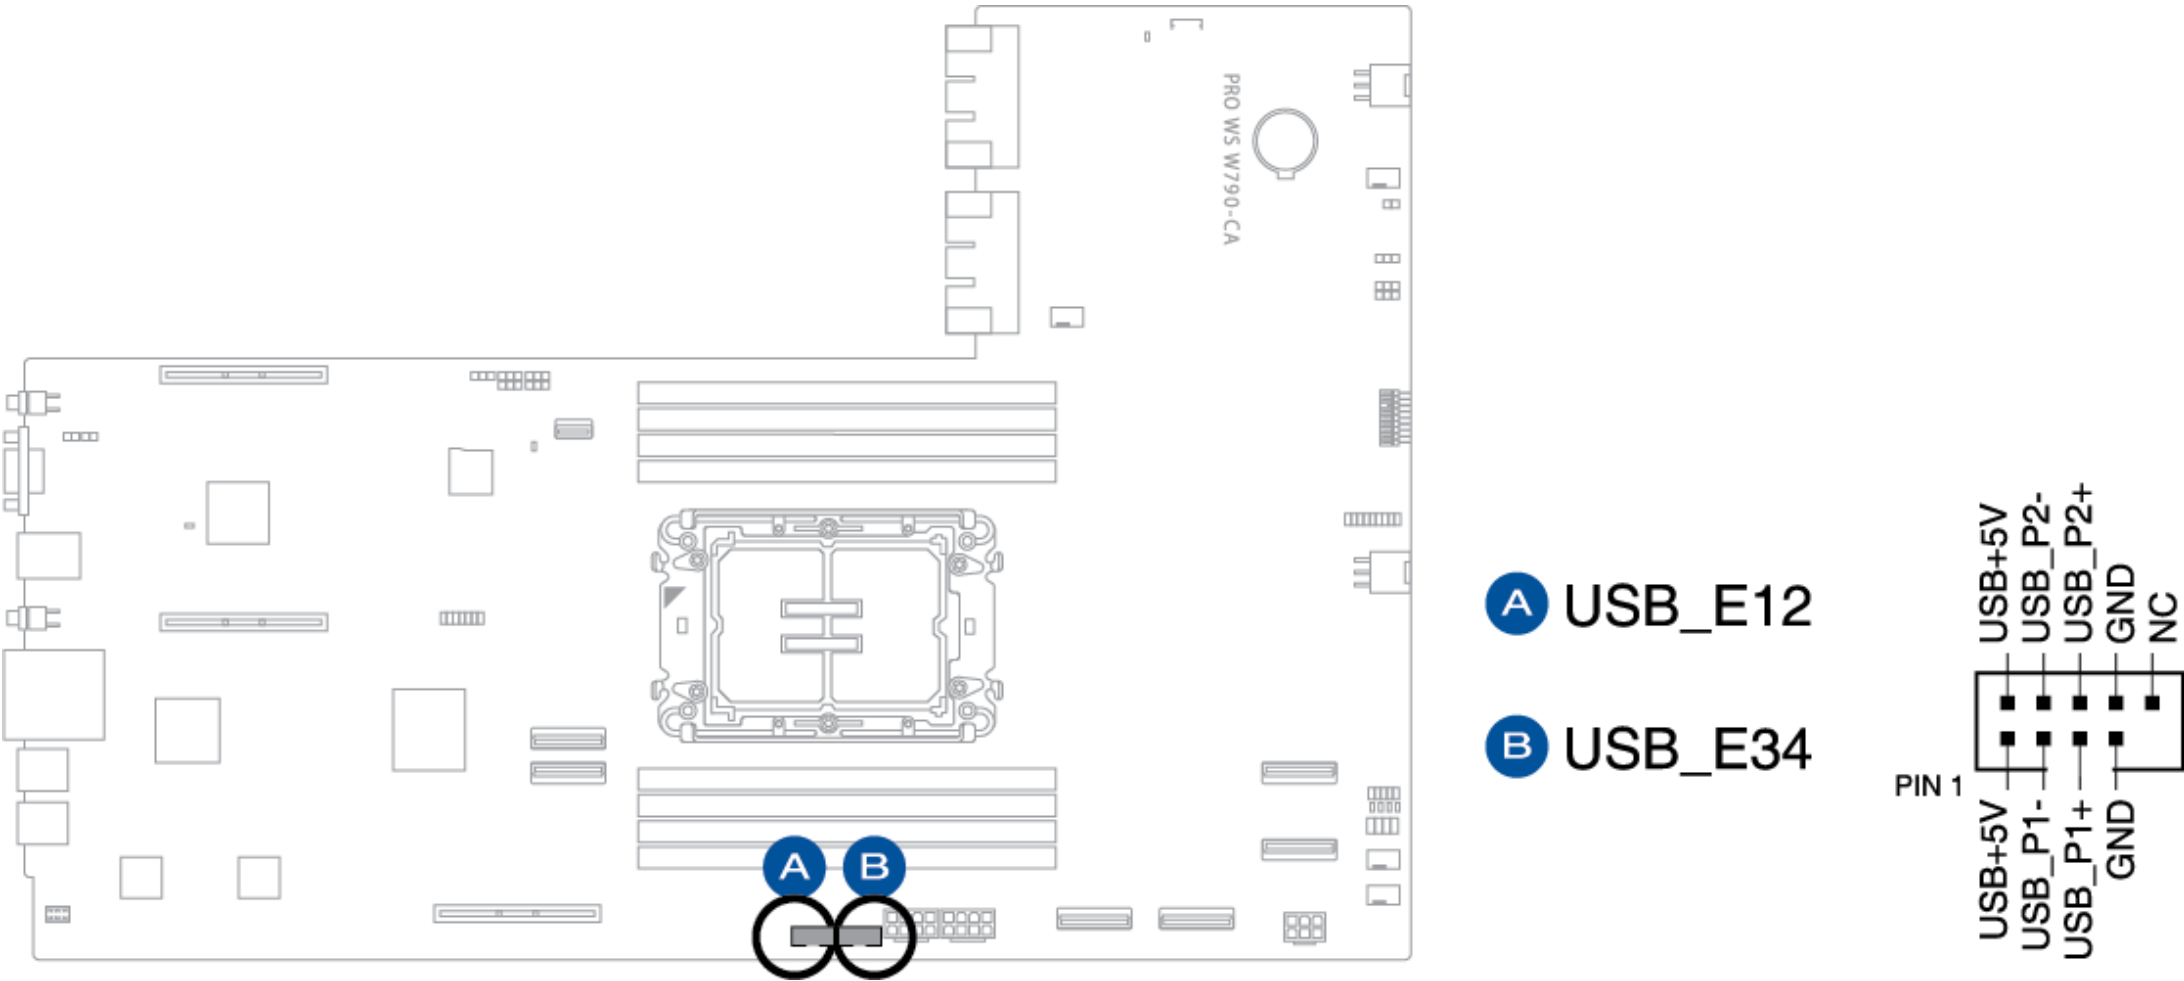 PRO WS W790-CA
A USB_E12
B USB_E34
A B
USB+5V
USB_P2-
USB_P2+
GND
NC
PIN 1
USB+5V
USB_P1-
USB_P1+
GND